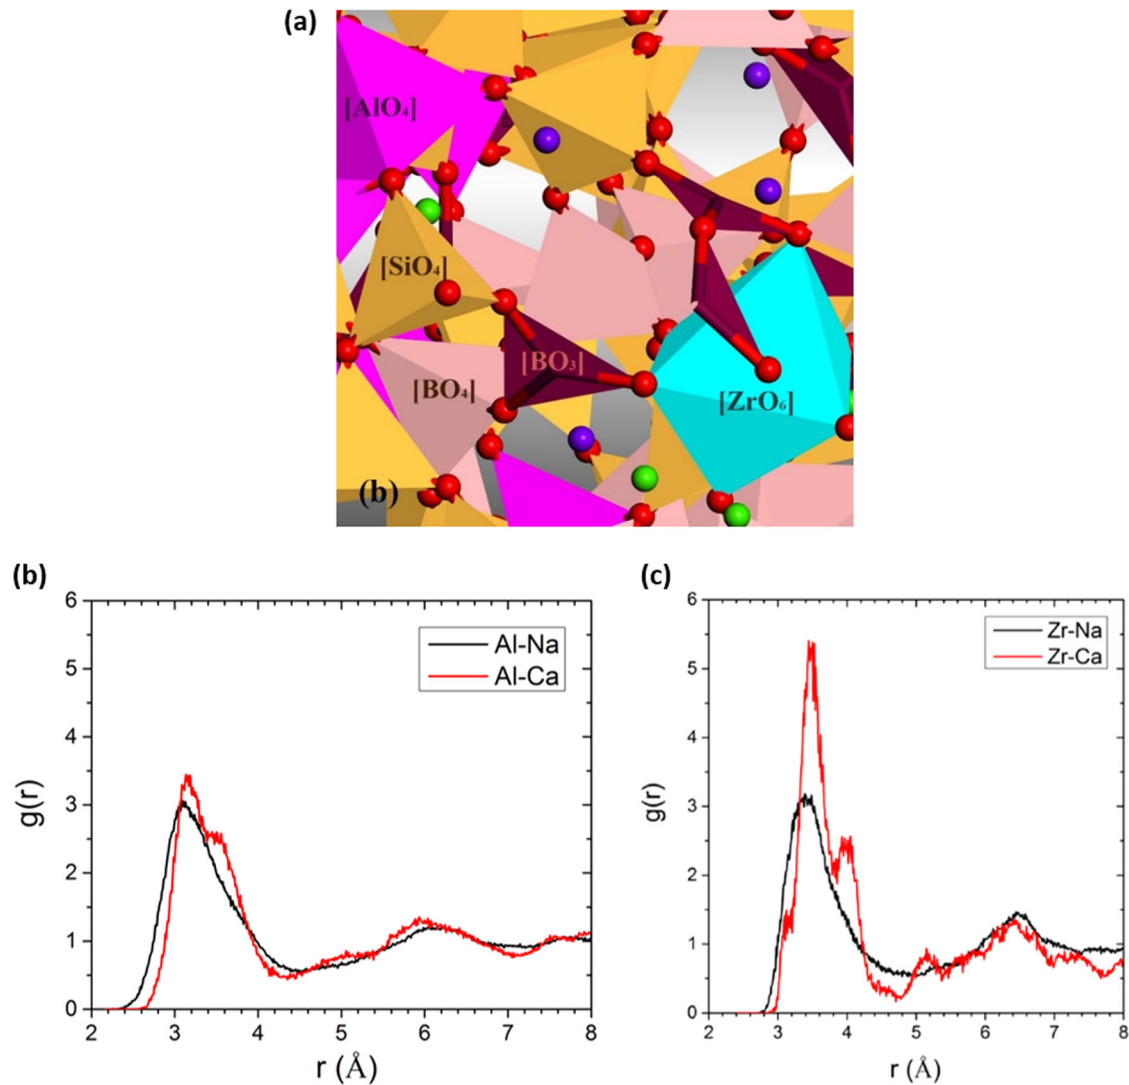 (a)
[AlO₄]
[SiO₄]
[BO₃]
[BO₄]
[ZrO₆]
(b)
(b)
6
5
4
3
2
1
0
g(r)
Al-Na
Al-Ca
2 3 4 5 6 7 8
r (Å)
(c)
6
5
4
3
2
1
0
g(r)
Zr-Na
Zr-Ca
2 3 4 5 6 7 8
r (Å)